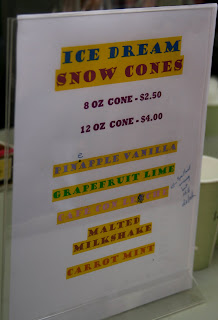 ICE DREAM
SNOW CONES
8 OZ CONE - $2.50
12 OZ CONE - $4.00
PIEAPPLE VANILLA
GRAPEFRUIT LIME
MALTED
MILKSHAKE
CARROT MINT